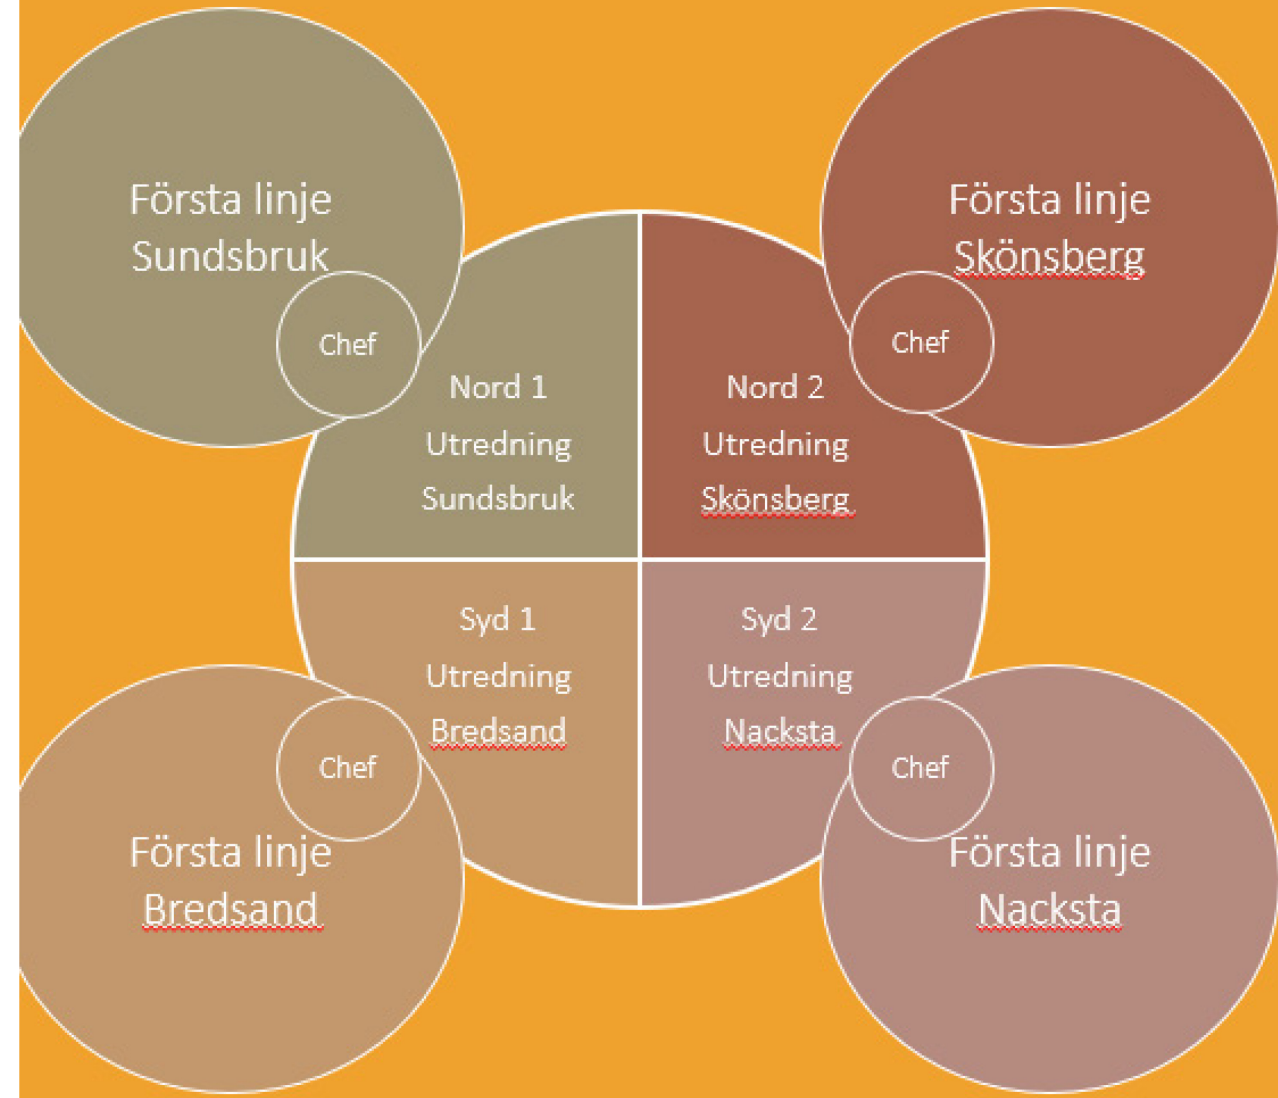 Första linje
Sundsbruk
Chef
Första linje
Skönsberg
Chef
Nord 1
Utredning
Sundsbruk
Nord 2
Utredning
Skönsberg
Syd 1
Utredning
Bredsand
Syd 2
Utredning
Nacksta
Chef
Första linje
Bredsand
Chef
Första linje
Nacksta